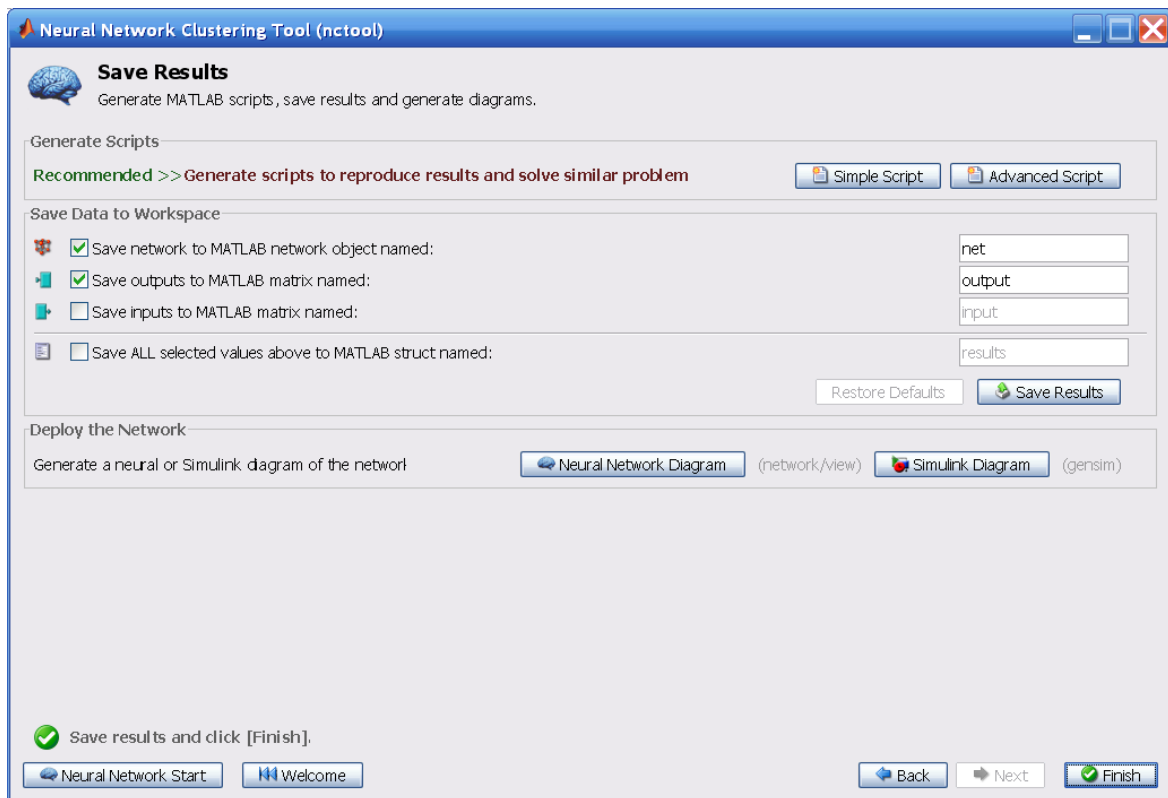 Neural Network Clustering Tool (nctool)
Save Results
Generate MATLAB scripts, save results and generate diagrams.
Generate Scripts
Recommended >> Generate scripts to reproduce results and solve similar problem
Simple Script
Advanced Script
Save Data to Workspace
Save network to MATLAB network object named: net
Save outputs to MATLAB matrix named: output
Save inputs to MATLAB matrix named: input
Save ALL selected values above to MATLAB struct named: results
Restore Defaults
Save Results
Deploy the Network
Generate a neural or Simulink diagram of the network
Neural Network Diagram
(network/view)
Simulink Diagram
(gensim)
Save results and click [Finish].
Neural Network Start
Welcome
Back
Next
Finish